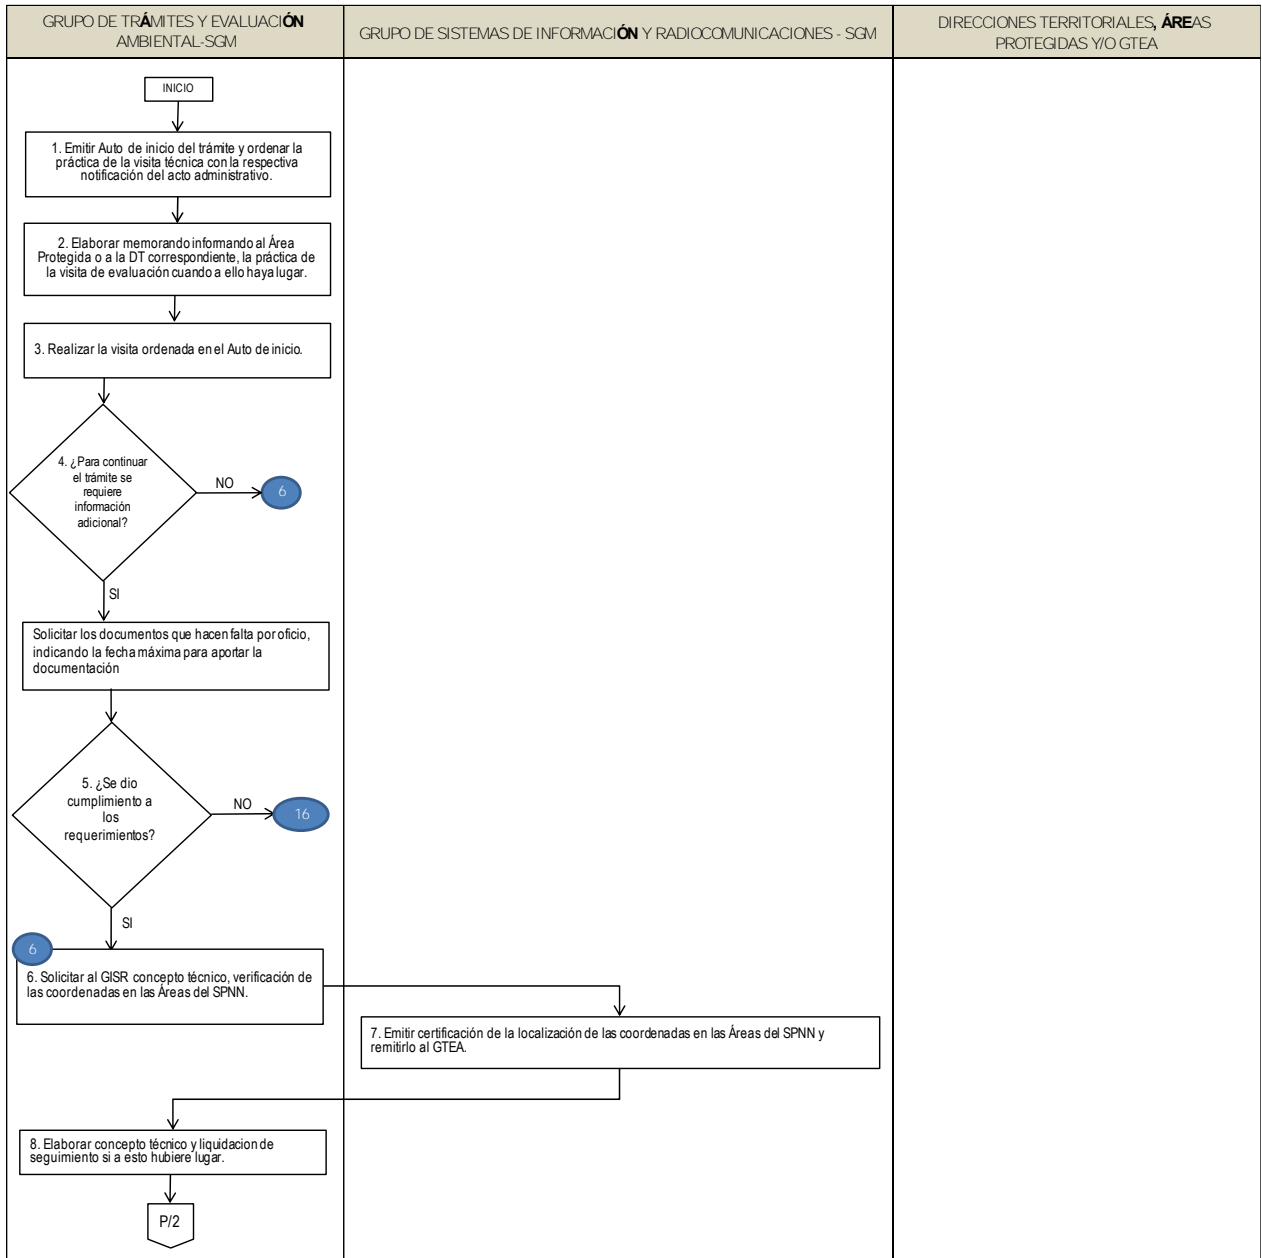 GRUPO DE TRÁMITES Y EVALUACIÓN
AMBIENTAL-SGM
GRUPO DE SISTEMAS DE INFORMACIÓN Y RADIOCOMUNICACIONES - SGM
DIRECCIONES TERRITORIALES, ÁREAS
PROTEGIDAS Y/O GTEA
INICIO
1. Emitir Auto de inicio del trámite y ordenar la
práctica de la visita técnica con la respectiva
notificación del acto administrativo.
2. Elaborar memorando informando al Área
Protegida o a la DT correspondiente, la práctica de
la visita de evaluación cuando a ello haya lugar.
3. Realizar la visita ordenada en el Auto de inicio.
4. ¿Para continuar
el trámite se
requiere
información
adicional?
NO
6
SI
Solicitar los documentos que hacen falta por oficio,
indicando la fecha máxima para aportar la
documentación
5. ¿Se dio
cumplimiento a
los
requerimientos?
NO
16
SI
6
6. Solicitar al GISR concepto técnico, verificación de
las coordenadas en las Áreas del SPNN.
7. Emitir certificación de la localización de las coordenadas en las Áreas del SPNN y
remitirlo al GTEA.
8. Elaborar concepto técnico y liquidacion de
seguimiento si a esto hubiere lugar.
P/2